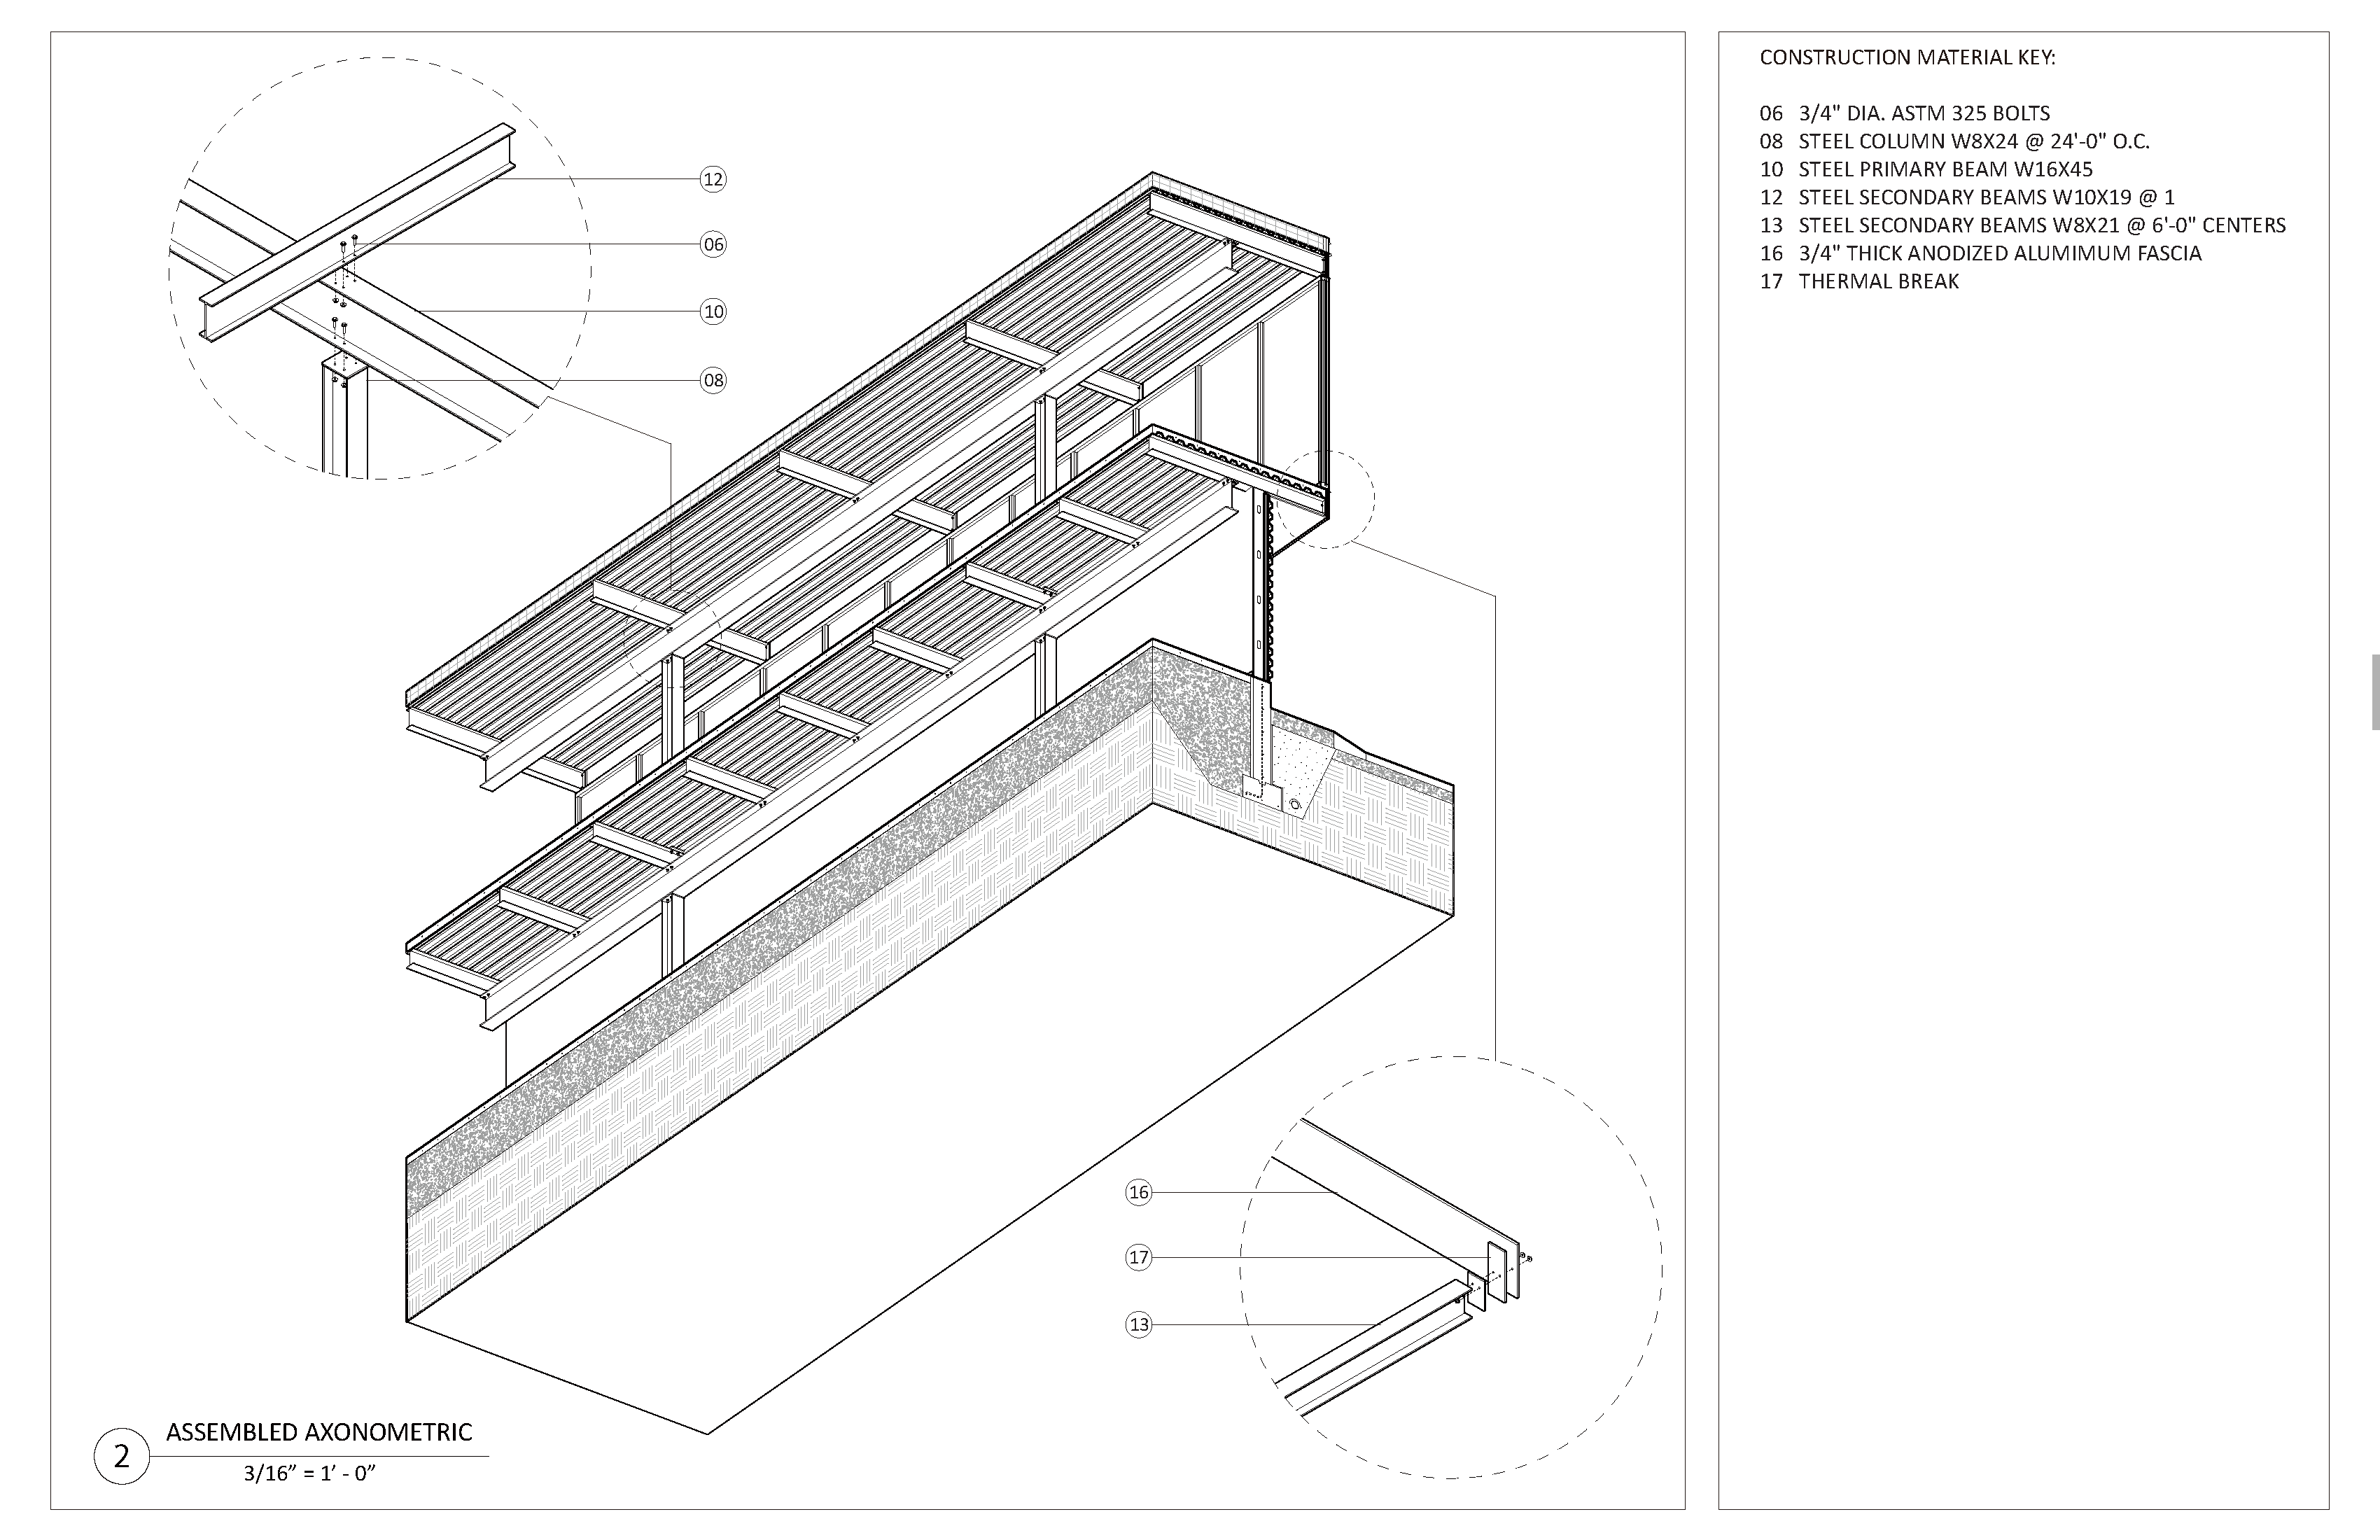 12
06
10
08
16
17
13
2
ASSEMBLED AXONOMETRIC
3/16” = 1’ - 0”
CONSTRUCTION MATERIAL KEY:
06 3/4" DIA. ASTM 325 BOLTS
08 STEEL COLUMN W8X24 @ 24'-0" O.C.
10 STEEL PRIMARY BEAM W16X45
12 STEEL SECONDARY BEAMS W10X19 @ 1
13 STEEL SECONDARY BEAMS W8X21 @ 6'-0" CENTERS
16 3/4" THICK ANODIZED ALUMIMUM FASCIA
17 THERMAL BREAK